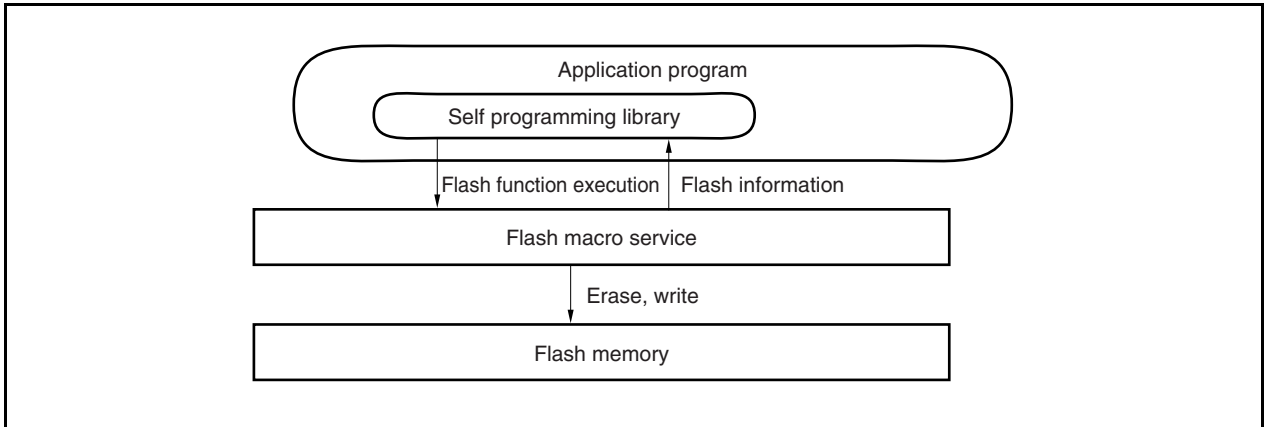 Application program
Self programming library
Flash function execution
Flash information
Flash macro service
Erase, write
Flash memory